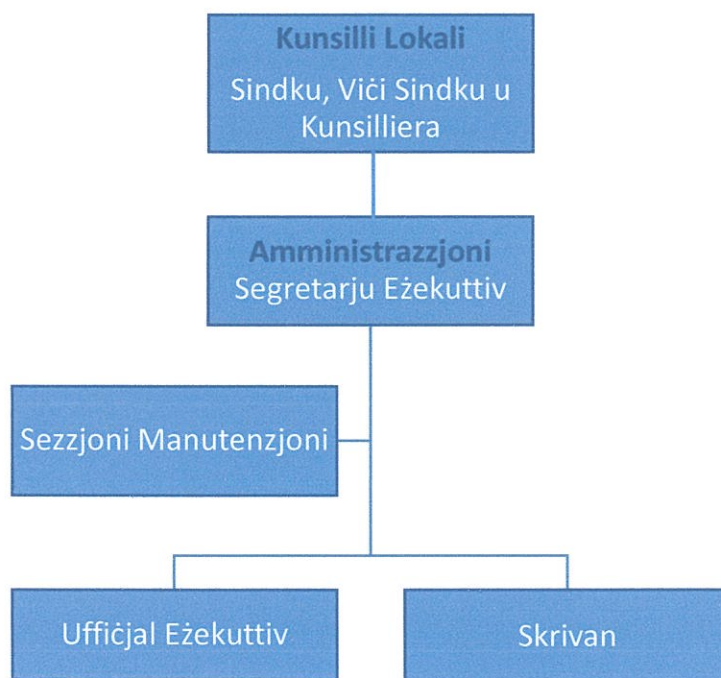 Kunsilli Lokali
Sindku, Viċi Sindku u
Kunsilliera
Amministrazzjoni
Segretarju Eżekuttiv
Sezzjoni Manutenzjoni
Uffiċjal Eżekuttiv
Skrivan